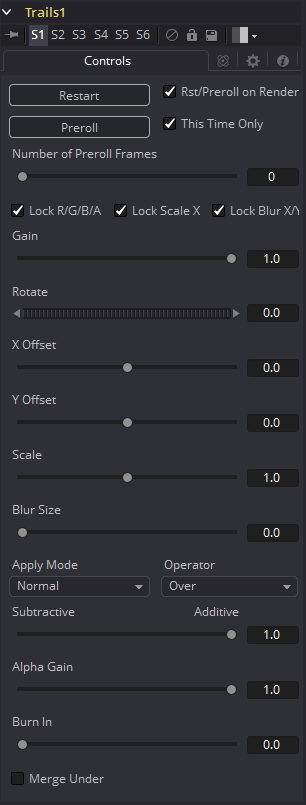 Trails1
S1 S2 S3 S4 S5 S6
Controls
Restart Rst/Preroll on Render
Preroll This Time Only
Number of Preroll Frames
0
Lock R/G/B/A Lock Scale X Lock Blur X/Y
Gain
1.0
Rotate
0.0
X Offset
0.0
Y Offset
0.0
Scale
1.0
Blur Size
0.0
Apply Mode Operator
Normal Over
Subtractive Additive
1.0
Alpha Gain
1.0
Burn In
0.0
Merge Under